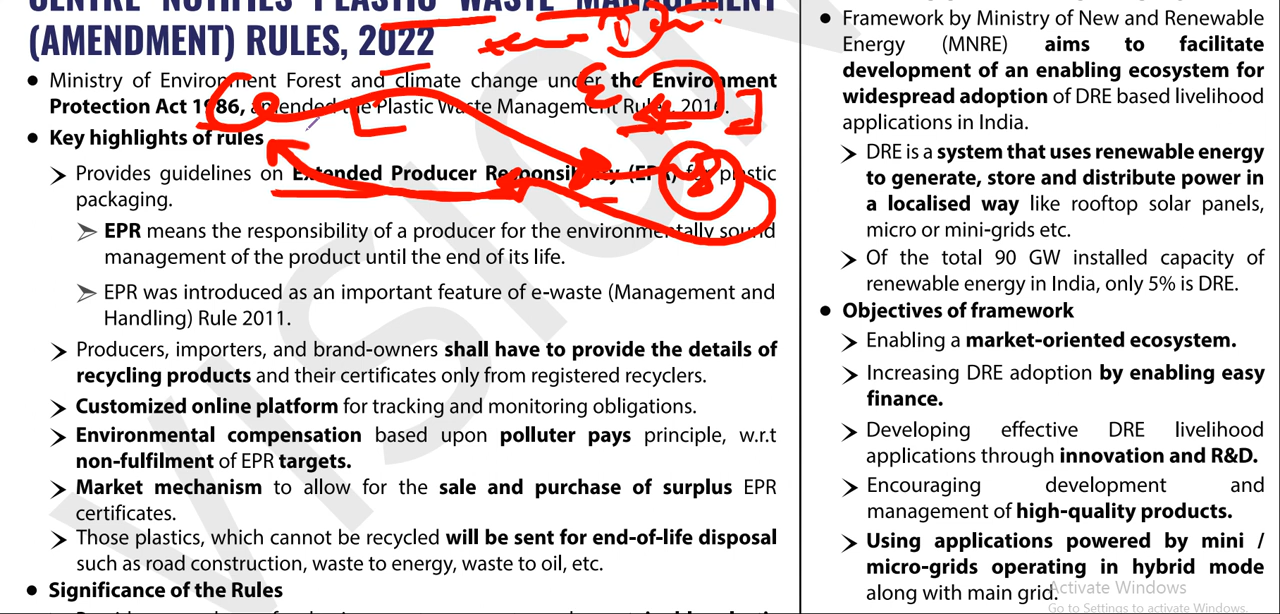 CENTRE NOTIFIES PLASTIC WASTE MANAGEMENT
(AMENDMENT) RULES, 2022
• Ministry of Environment Forest and climate change under the Environment
Protection Act 1986, amended the Plastic Waste Management Rules, 2016.
• Key highlights of rules
➢ Provides guidelines on Extended Producer Responsibility (EPR) for plastic
packaging.
➢ EPR means the responsibility of a producer for the environmentally sound
management of the product until the end of its life.
➢ EPR was introduced as an important feature of e-waste (Management and
Handling) Rule 2011.
➢ Producers, importers, and brand-owners shall have to provide the details of
recycling products and their certificates only from registered recyclers.
➢ Customized online platform for tracking and monitoring obligations.
➢ Environmental compensation based upon polluter pays principle, w.r.t
non-fulfilment of EPR targets.
➢ Market mechanism to allow for the sale and purchase of surplus EPR
certificates.
➢ Those plastics, which cannot be recycled will be sent for end-of-life disposal
such as road construction, waste to energy, waste to oil, etc.
• Significance of the Rules
• Framework by Ministry of New and Renewable
Energy (MNRE) aims to facilitate
development of an enabling ecosystem for
widespread adoption of DRE based livelihood
applications in India.
➢ DRE is a system that uses renewable energy
to generate, store and distribute power in
a localised way like rooftop solar panels,
micro or mini-grids etc.
➢ Of the total 90 GW installed capacity of
renewable energy in India, only 5% is DRE.
• Objectives of framework
➢ Enabling a market-oriented ecosystem.
➢ Increasing DRE adoption by enabling easy
finance.
➢ Developing effective DRE livelihood
applications through innovation and R&D.
➢ Encouraging development and
management of high-quality products.
➢ Using applications powered by mini /
micro-grids operating in hybrid mode
along with main grid.
Activate Windows
Go to Settings to activate Windows.
VISION